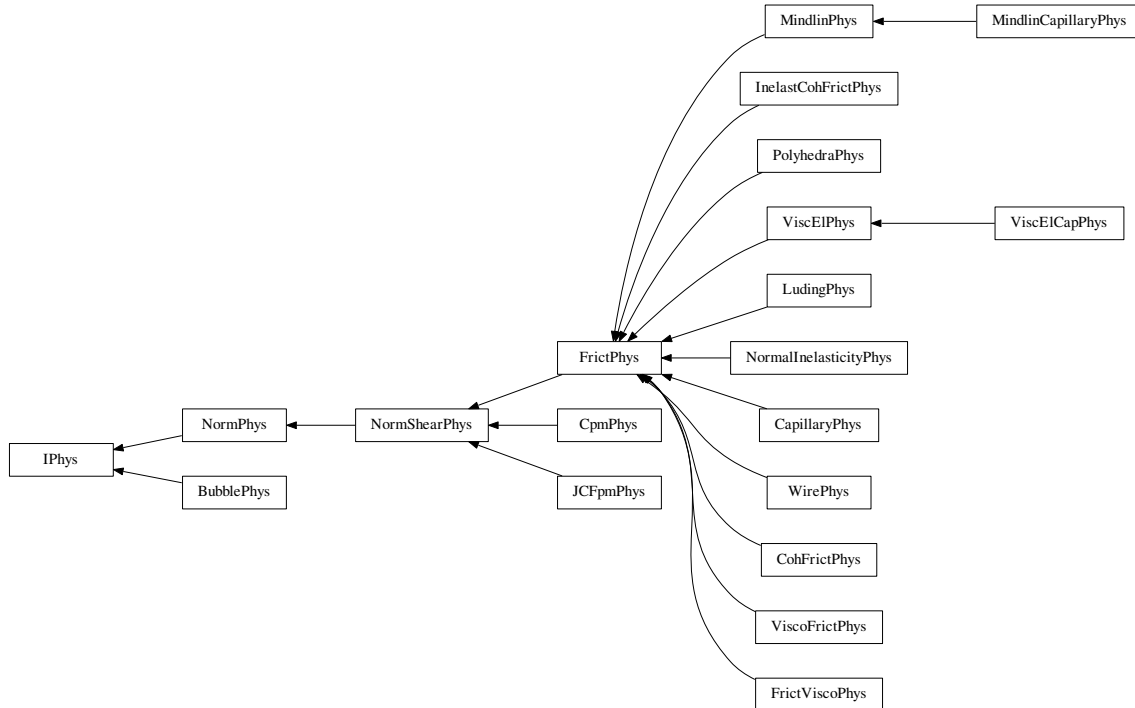 MindlinPhys
MindlinCapillaryPhys
InelastCohFrictPhys
PolyhedraPhys
ViscElPhys
ViscElCapPhys
LudingPhys
FrictPhys
NormalInelasticityPhys
NormPhys
NormShearPhys
CpmPhys
CapillaryPhys
IPhys
BubblePhys
JCFpmPhys
WirePhys
CohFrictPhys
ViscoFrictPhys
FrictViscoPhys